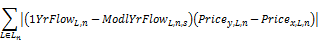 ∑_{L∈L_n} |(1YrFlow_{L,n} − ModlYrFlow_{L,n,s})(Price_{y,L,n} − Price_{x,L,n})|